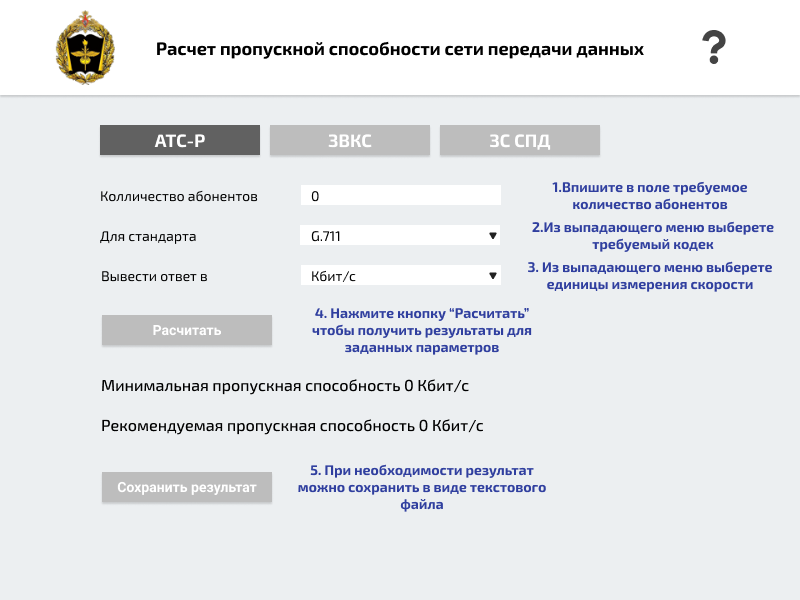 Расчет пропускной способности сети передачи данных
?
АТС-Р
ЗВКС
ЗС СПД
Колличество абонентов
0
1.Впишите в поле требуемое
количество абонентов
Для стандарта
G.711
2.Из выпадающего меню выберете
требуемый кодек
Вывести ответ в
Кбит/с
3. Из выпадающего меню выберете
единицы измерения скорости
Расчитать
4. Нажмите кнопку “Расчитать”
чтобы получить результаты для
заданных параметров
Минимальная пропускная способность 0 Кбит/с
Рекомендуемая пропускная способность 0 Кбит/с
Сохранить результат
5. При необходимости результат
можно сохранить в виде текстового
файла